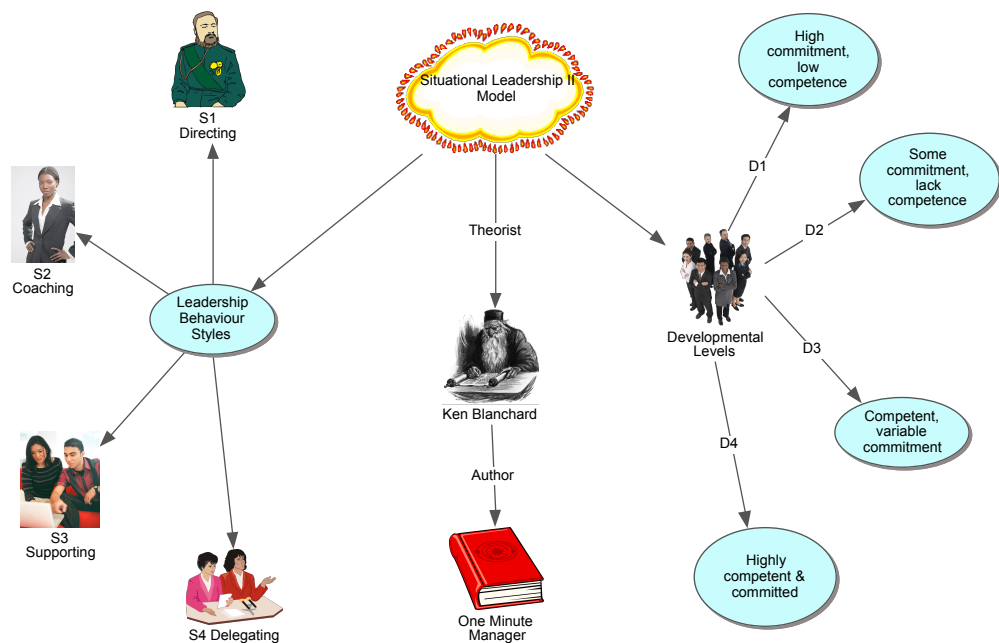 Situational Leadership II
Model
S1
Directing
S2
Coaching
Leadership
Behaviour
Styles
S3
Supporting
S4 Delegating
Theorist
Ken Blanchard
Author
One Minute
Manager
Developmental
Levels
D1
High
commitment,
low
competence
D2
Some
commitment,
lack
competence
D3
Competent,
variable
commitment
D4
Highly
competent &
committed